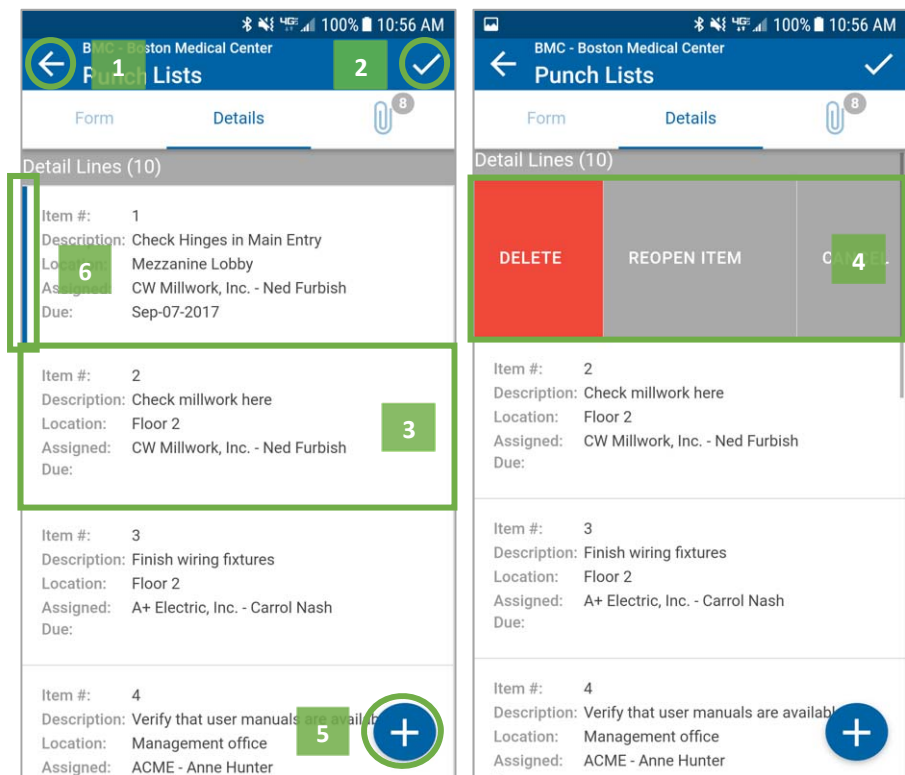 4GE 100% 10:56 AM
BMC - Boston Medical Center
Punch Lists
1
2
Form Details 8
Detail Lines (10)
Item #: 1
Description: Check Hinges in Main Entry
Location: Mezzanine Lobby
Assigned: CW Millwork, Inc. - Ned Furbish
Due: Sep-07-2017
6
Item #: 2
Description: Check millwork here
Location: Floor 2
Assigned: CW Millwork, Inc. - Ned Furbish
Due:
3
Item #: 3
Description: Finish wiring fixtures
Location: Floor 2
Assigned: A+ Electric, Inc. - Carrol Nash
Due:
Item #: 4
Description: Verify that user manuals are availab
Location: Management office
Assigned: ACME - Anne Hunter
5
4GE 100% 10:56 AM
BMC - Boston Medical Center
Punch Lists
Form Details 8
Detail Lines (10)
DELETE REOPEN ITEM CANCEL
4
Item #: 2
Description: Check millwork here
Location: Floor 2
Assigned: CW Millwork, Inc. - Ned Furbish
Due:
Item #: 3
Description: Finish wiring fixtures
Location: Floor 2
Assigned: A+ Electric, Inc. - Carrol Nash
Due:
Item #: 4
Description: Verify that user manuals are availab
Location: Management office
Assigned: ACME - Anne Hunter